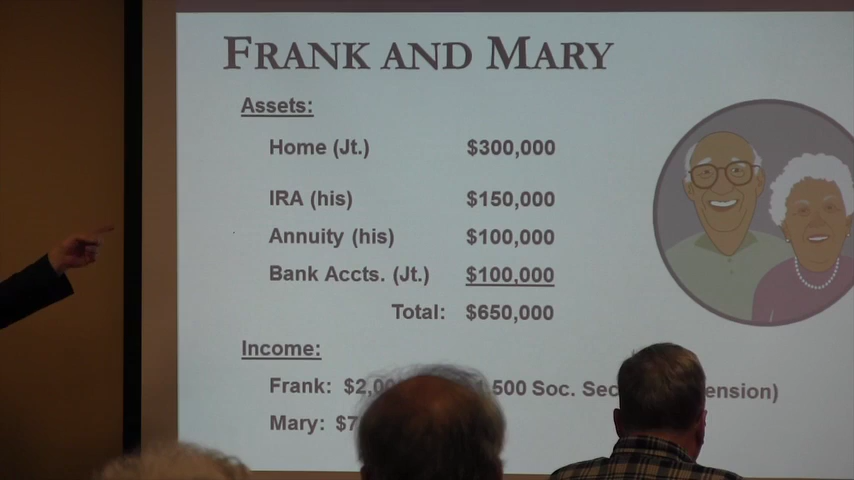 FRANK AND MARY
Assets:
Home (Jt.) $300,000
IRA (his) $150,000
Annuity (his) $100,000
Bank Accts. (Jt.) $100,000
Total: $650,000
Income:
Frank: 500 Soc.
Mary: